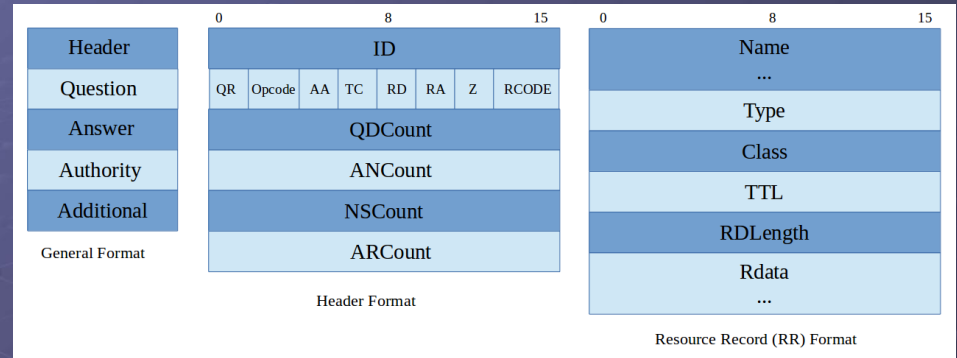 Header
Question
Answer
Authority
Additional
General Format
0 8 15
ID
QR Opcode AA TC RD RA Z RCODE
QDCount
ANCount
NSCount
ARCount
Header Format
0 8 15
Name
...
Type
Class
TTL
RDLength
Rdata
...
Resource Record (RR) Format